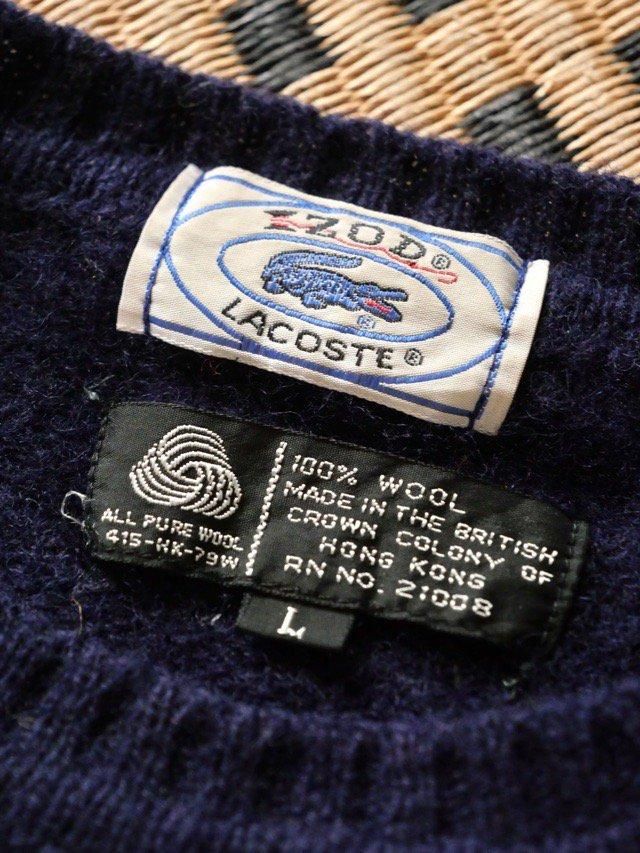 IZOD®
®
LACOSTE®
ALL PURE WOOL
415-HK-79W
100% WOOL
MADE IN THE BRITISH
CROWN COLONY OF
HONG KONG
RN NO. 21008
L